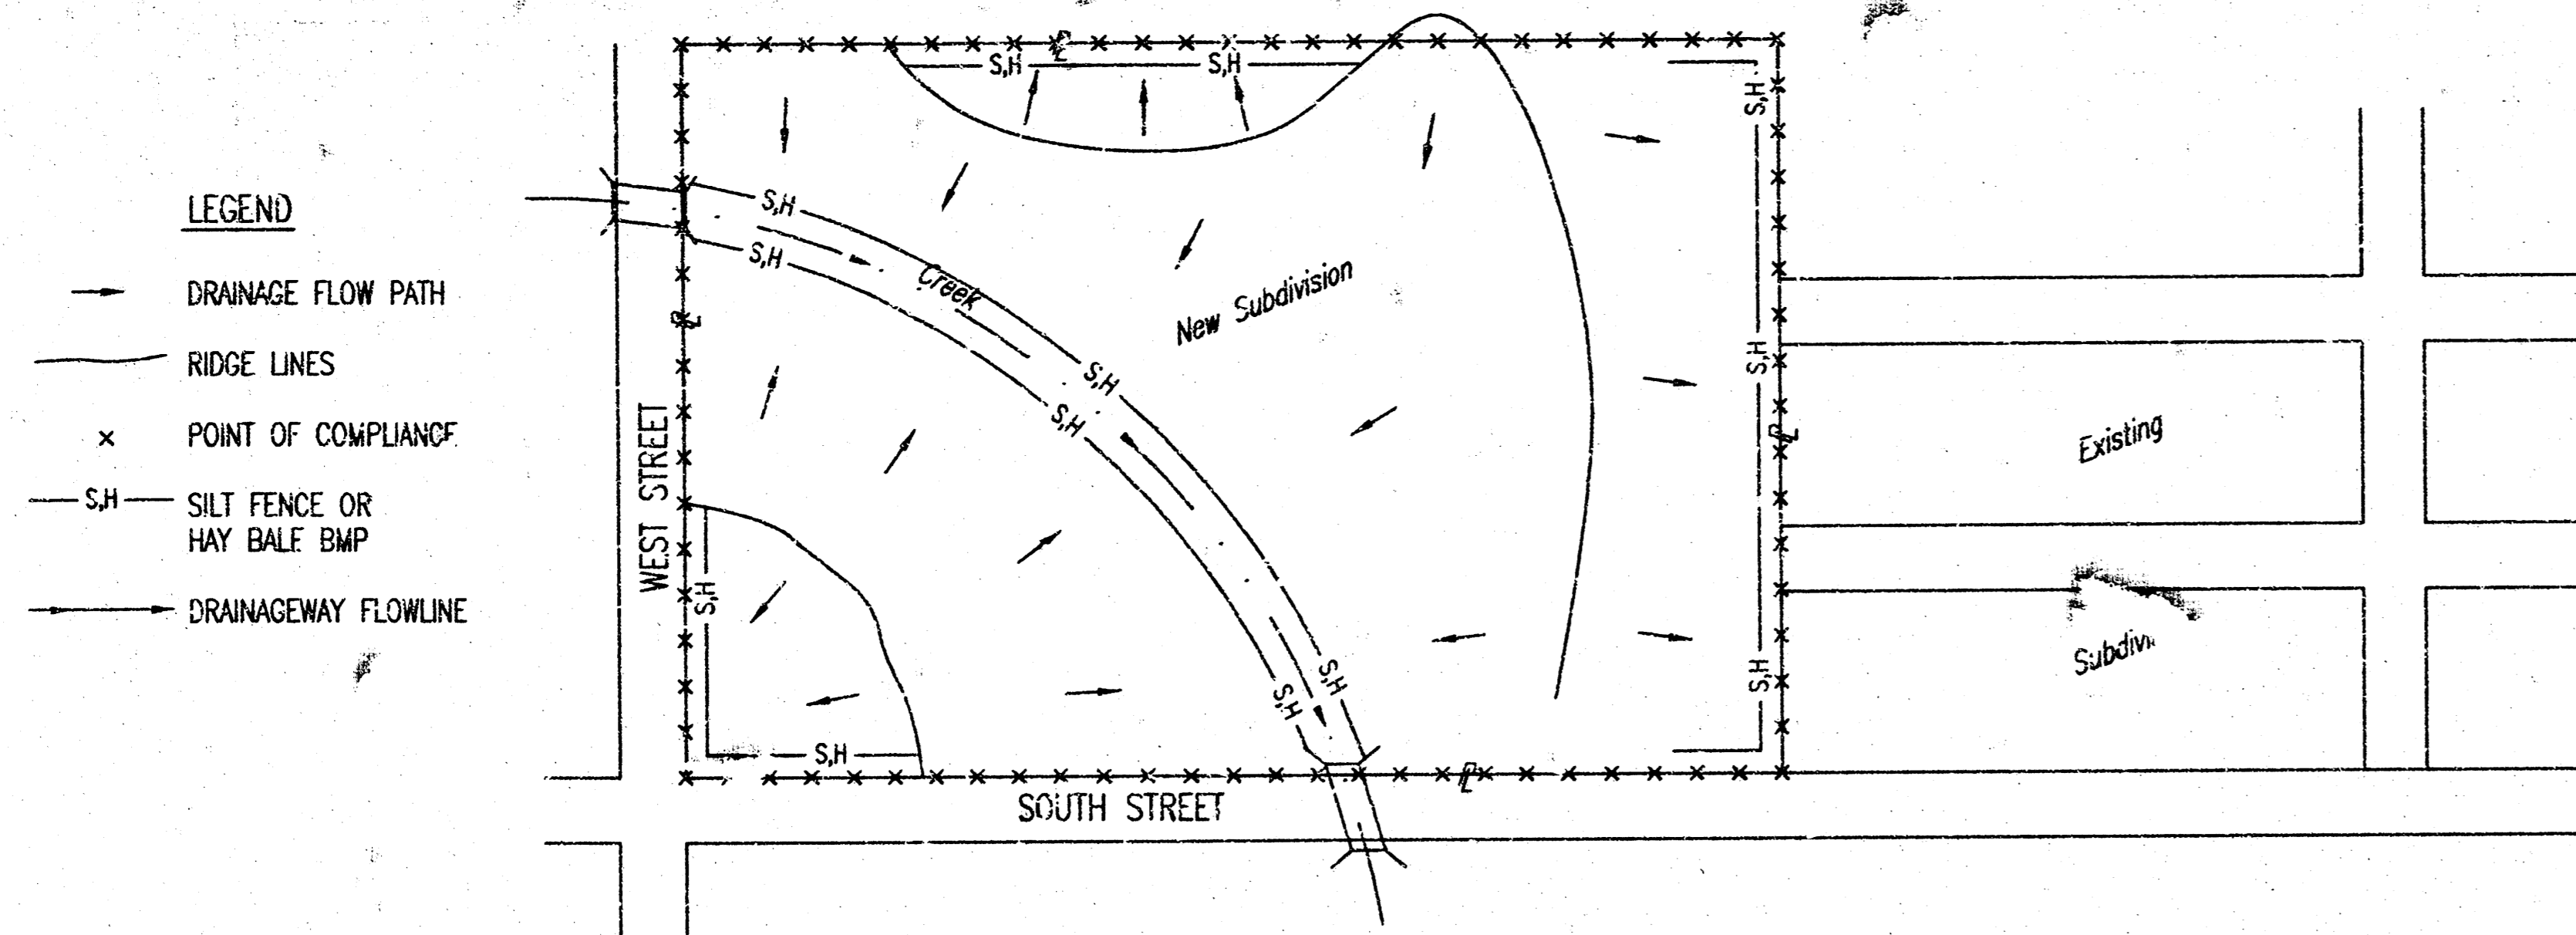 LEGEND
DRAINAGE FLOW PATH
RIDGE LINES
x POINT OF COMPLIANCE
S,H SILT FENCE OR
HAY BALE BMP
DRAINAGEWAY FLOWLINE
S,H
S,H
S,H
S,H
S,H
Creek
New Subdivision
S,H
S,H
S,H
WEST STREET
Existing
S,H
S,H
S,H
S,H
S,H
SOUTH STREET